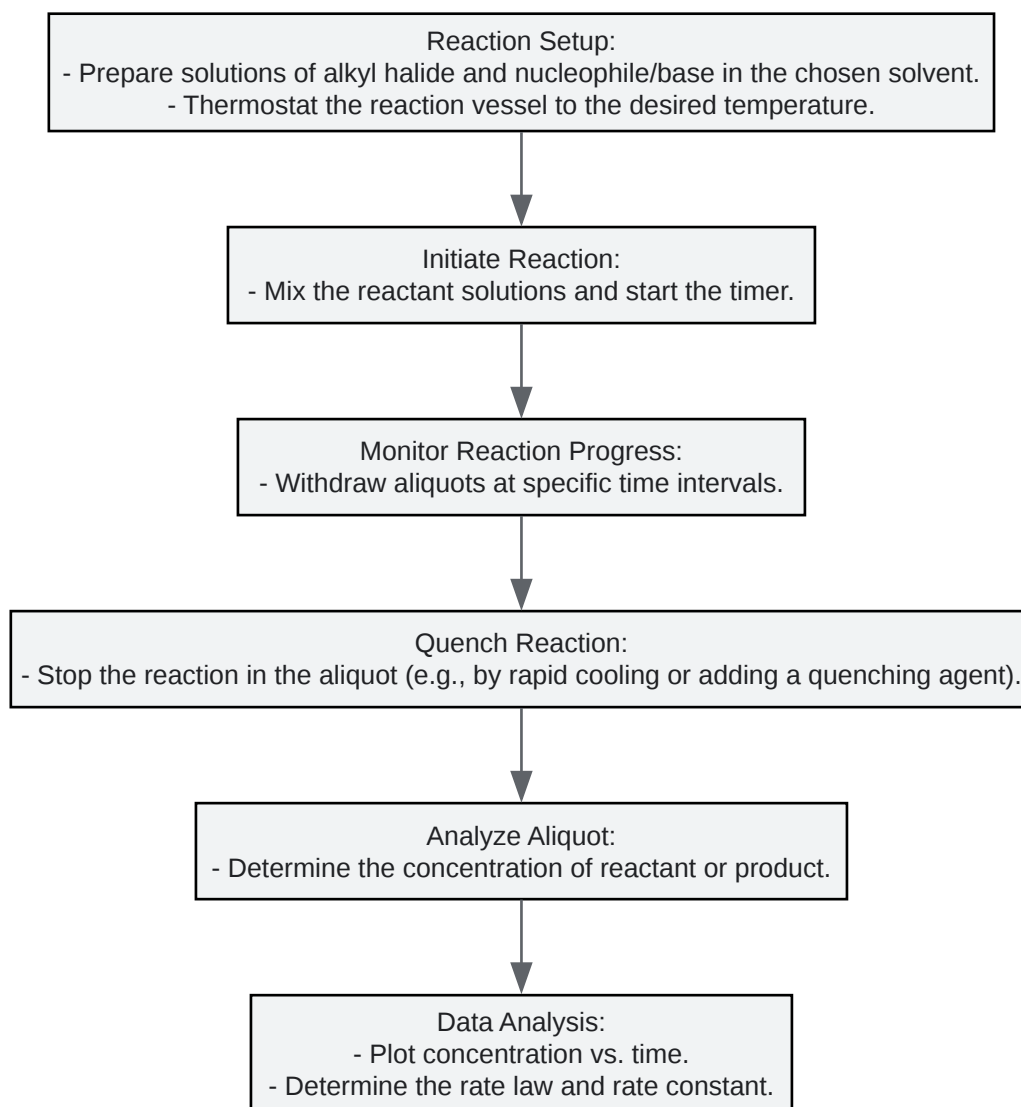 Reaction Setup:
- Prepare solutions of alkyl halide and nucleophile/base in the chosen solvent.
- Thermostat the reaction vessel to the desired temperature.
Initiate Reaction:
- Mix the reactant solutions and start the timer.
Monitor Reaction Progress:
- Withdraw aliquots at specific time intervals.
Quench Reaction:
- Stop the reaction in the aliquot (e.g., by rapid cooling or adding a quenching agent).
Analyze Aliquot:
- Determine the concentration of reactant or product.
Data Analysis:
- Plot concentration vs. time.
- Determine the rate law and rate constant.